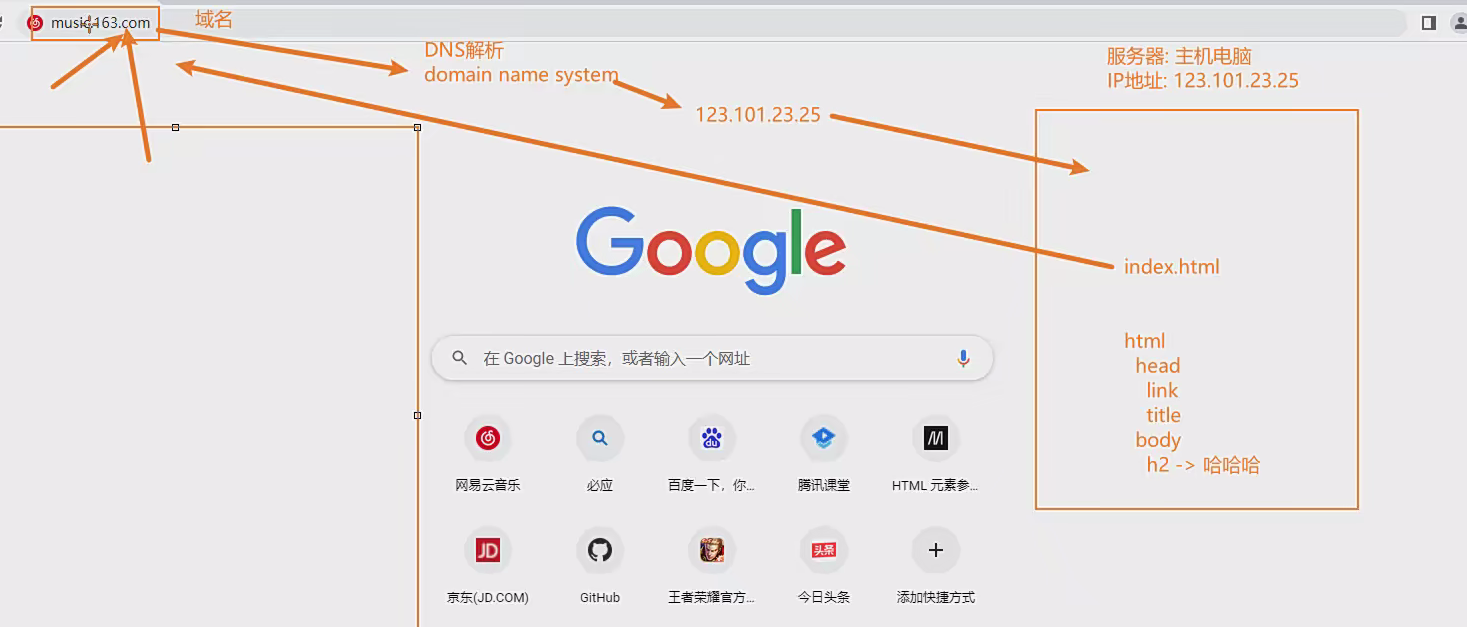 music.163.com
域名
DNS解析
domain name system
123.101.23.25
服务器: 主机电脑
IP地址: 123.101.23.25
Google
index.html
在 Google 上搜索，或者输入一个网址
html
head
link
title
body
h2 -> 哈哈哈
du
M
网易云音乐
必应
百度一下，你...
腾讯课堂
HTML 元素参...
JD
头条
京东(JD.COM)
GitHub
王者荣耀官方...
今日头条
添加快捷方式